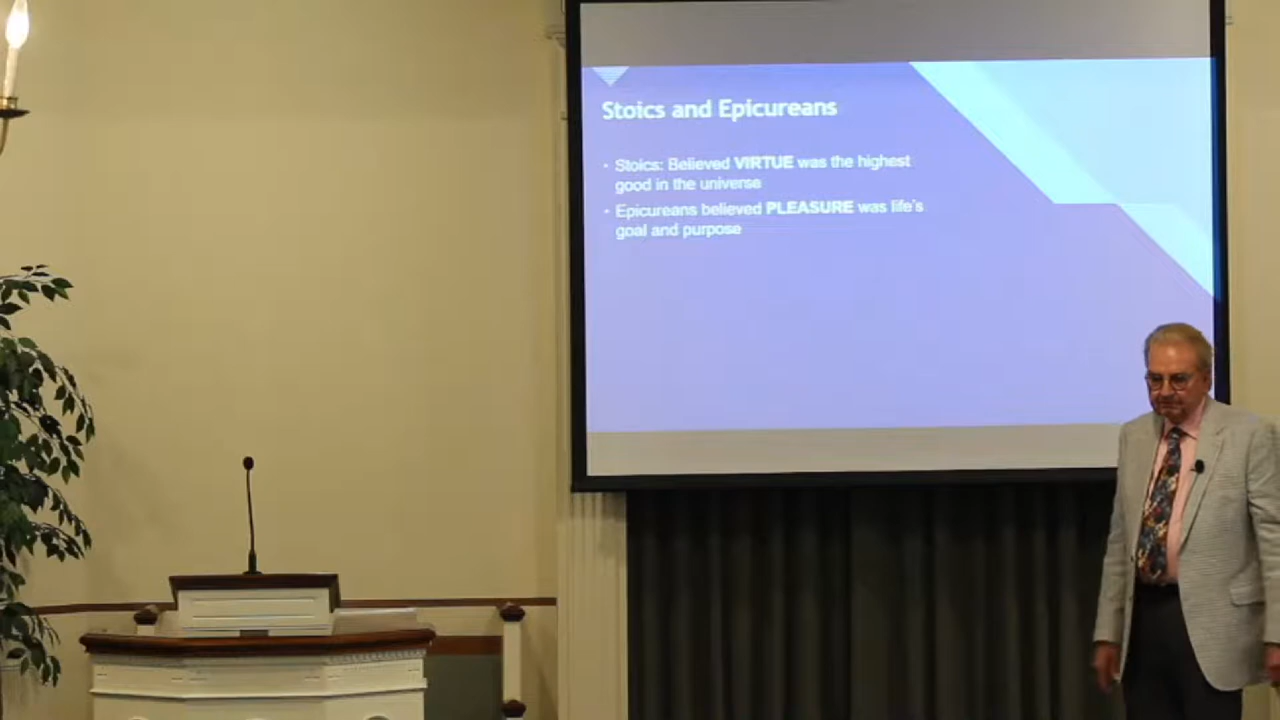 Stoics and Epicureans
• Stoics: Believed VIRTUE was the highest
good in the universe
• Epicureans believed PLEASURE was life's
goal and purpose